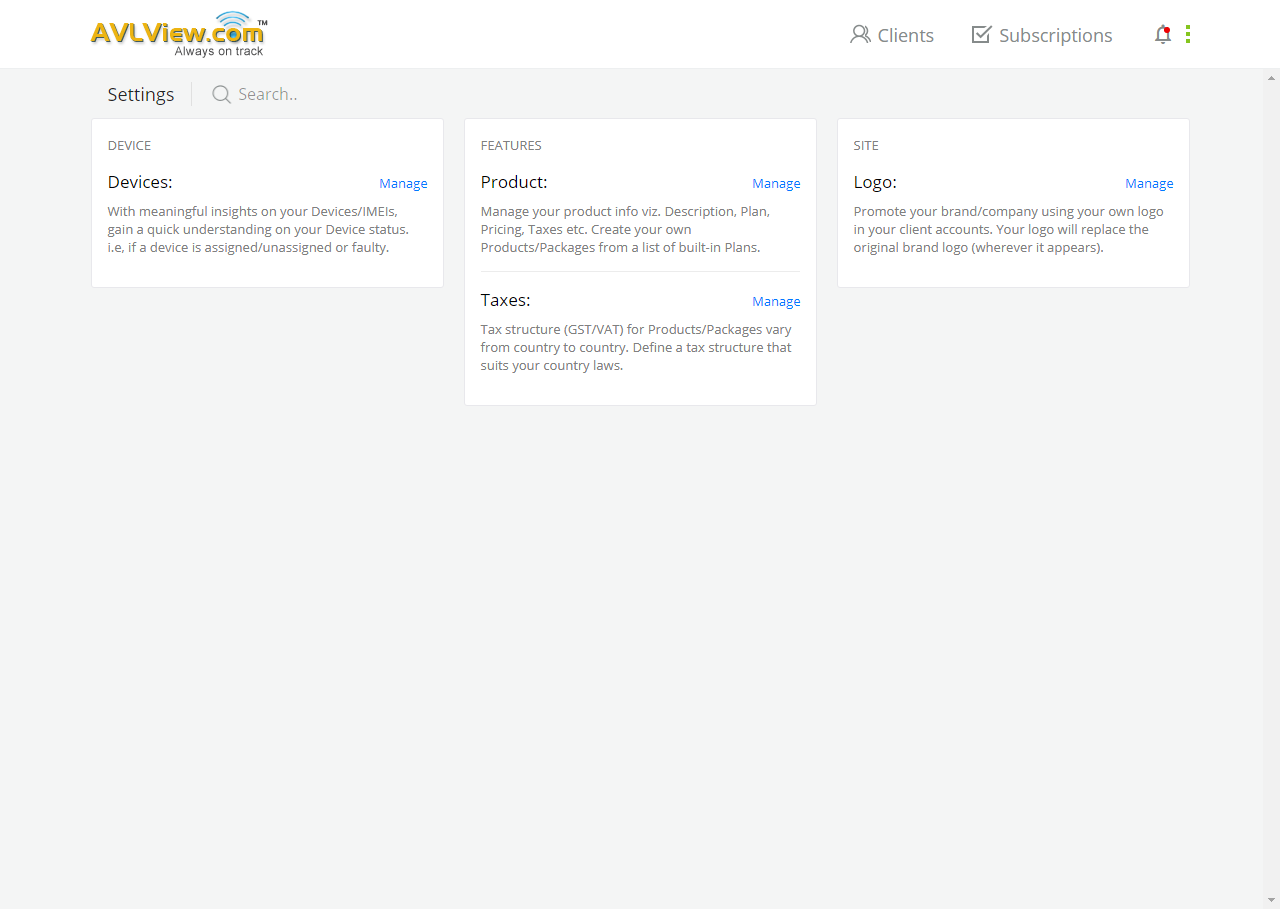 AVLView.com™
Always on track
Clients
Subscriptions
Settings
Search..
DEVICE
Devices:
Manage
With meaningful insights on your Devices/IMEIs,
gain a quick understanding on your Device status.
i.e, if a device is assigned/unassigned or faulty.
FEATURES
Product:
Manage
Manage your product info viz. Description, Plan,
Pricing, Taxes etc. Create your own
Products/Packages from a list of built-in Plans.
Taxes:
Manage
Tax structure (GST/VAT) for Products/Packages vary
from country to country. Define a tax structure that
suits your country laws.
SITE
Logo:
Manage
Promote your brand/company using your own logo
in your client accounts. Your logo will replace the
original brand logo (wherever it appears).